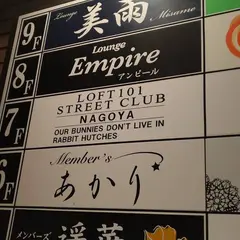 9F
Lounge
美雨
Misame
8F
Lounge
Empire
アンピール
7F
LOFT101
STREET CLUB
NAGOYA
OUR BUNNIES DON'T LIVE IN
RABBIT HUTCHES
6F
Member's
あかり
メンバーズ